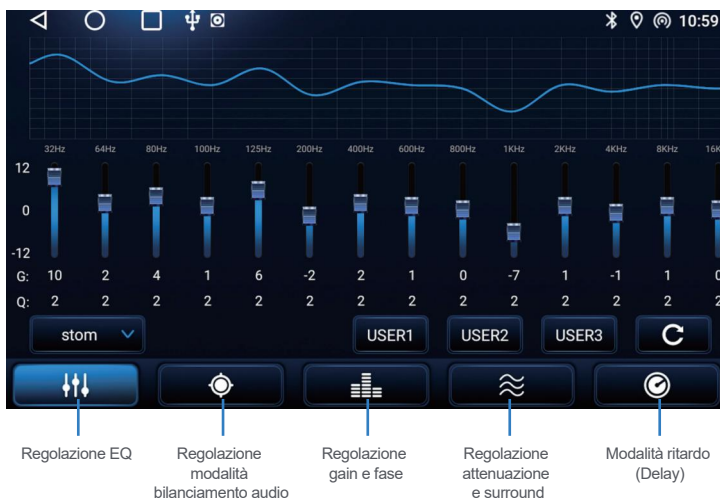 10:59
32Hz 64Hz 80Hz 100Hz 125Hz 200Hz 400Hz 600Hz 800Hz 1KHz 2KHz 4KHz 8KHz 16K
12
0
-12
G: 10 2 4 1 6 -2 2 1 0 -7 1 -1 1 0
Q: 2 2 2 2 2 2 2 2 2 2 2 2 2 2
stom USER1 USER2 USER3
Regolazione EQ
Regolazione
modalità
bilanciamento audio
Regolazione
gain e fase
Regolazione
attenuazione
e surround
Modalità ritardo
(Delay)